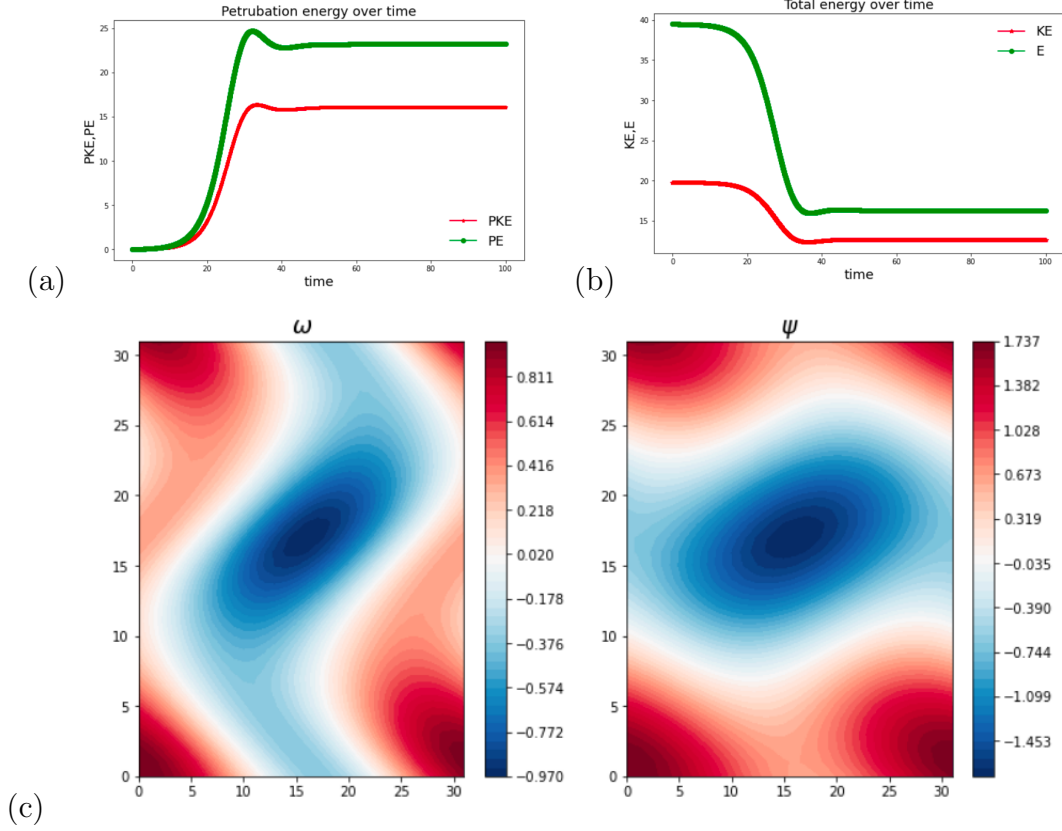 Petrubation energy over time
25
20
15
10
5
0
PKE,PE
PKE
PE
0 20 40 60 80 100
time
(a)
Total energy over time
40
35
30
25
20
15
KE,E
KE
E
0 20 40 60 80 100
time
(b)
ω
30
25
20
15
10
5
0
0 5 10 15 20 25 30
0.811
0.614
0.416
0.218
0.020
−0.178
−0.376
−0.574
−0.772
−0.970
ψ
30
25
20
15
10
5
0
0 5 10 15 20 25 30
1.737
1.382
1.028
0.673
0.319
−0.035
−0.390
−0.744
−1.099
−1.453
(c)